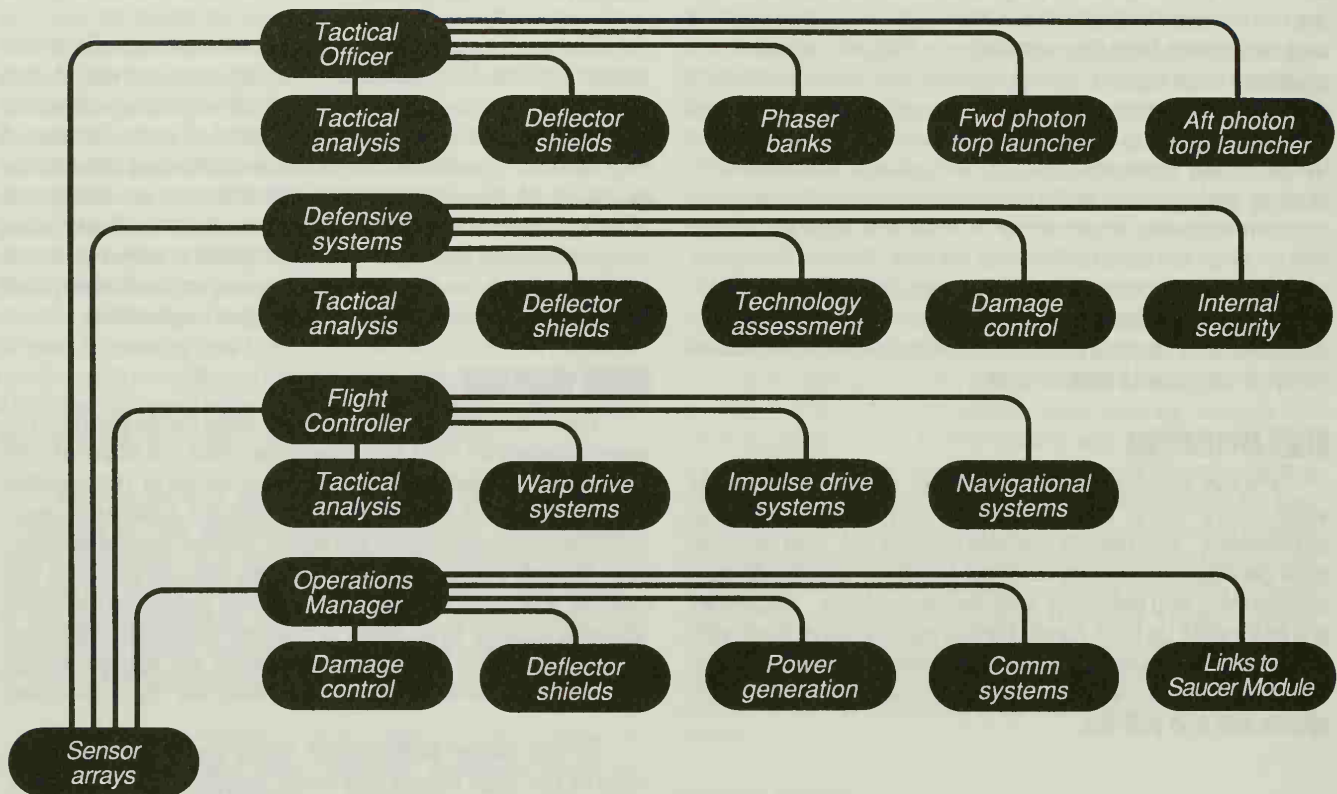 Tactical
Officer
Tactical
analysis
Deflector
shields
Phaser
banks
Fwd photon
torp launcher
Aft photon
torp launcher
Defensive
systems
Tactical
analysis
Deflector
shields
Technology
assessment
Damage
control
Internal
security
Flight
Controller
Tactical
analysis
Warp drive
systems
Impulse drive
systems
Navigational
systems
Operations
Manager
Damage
control
Deflector
shields
Power
generation
Comm
systems
Links to
Saucer Module
Sensor
arrays